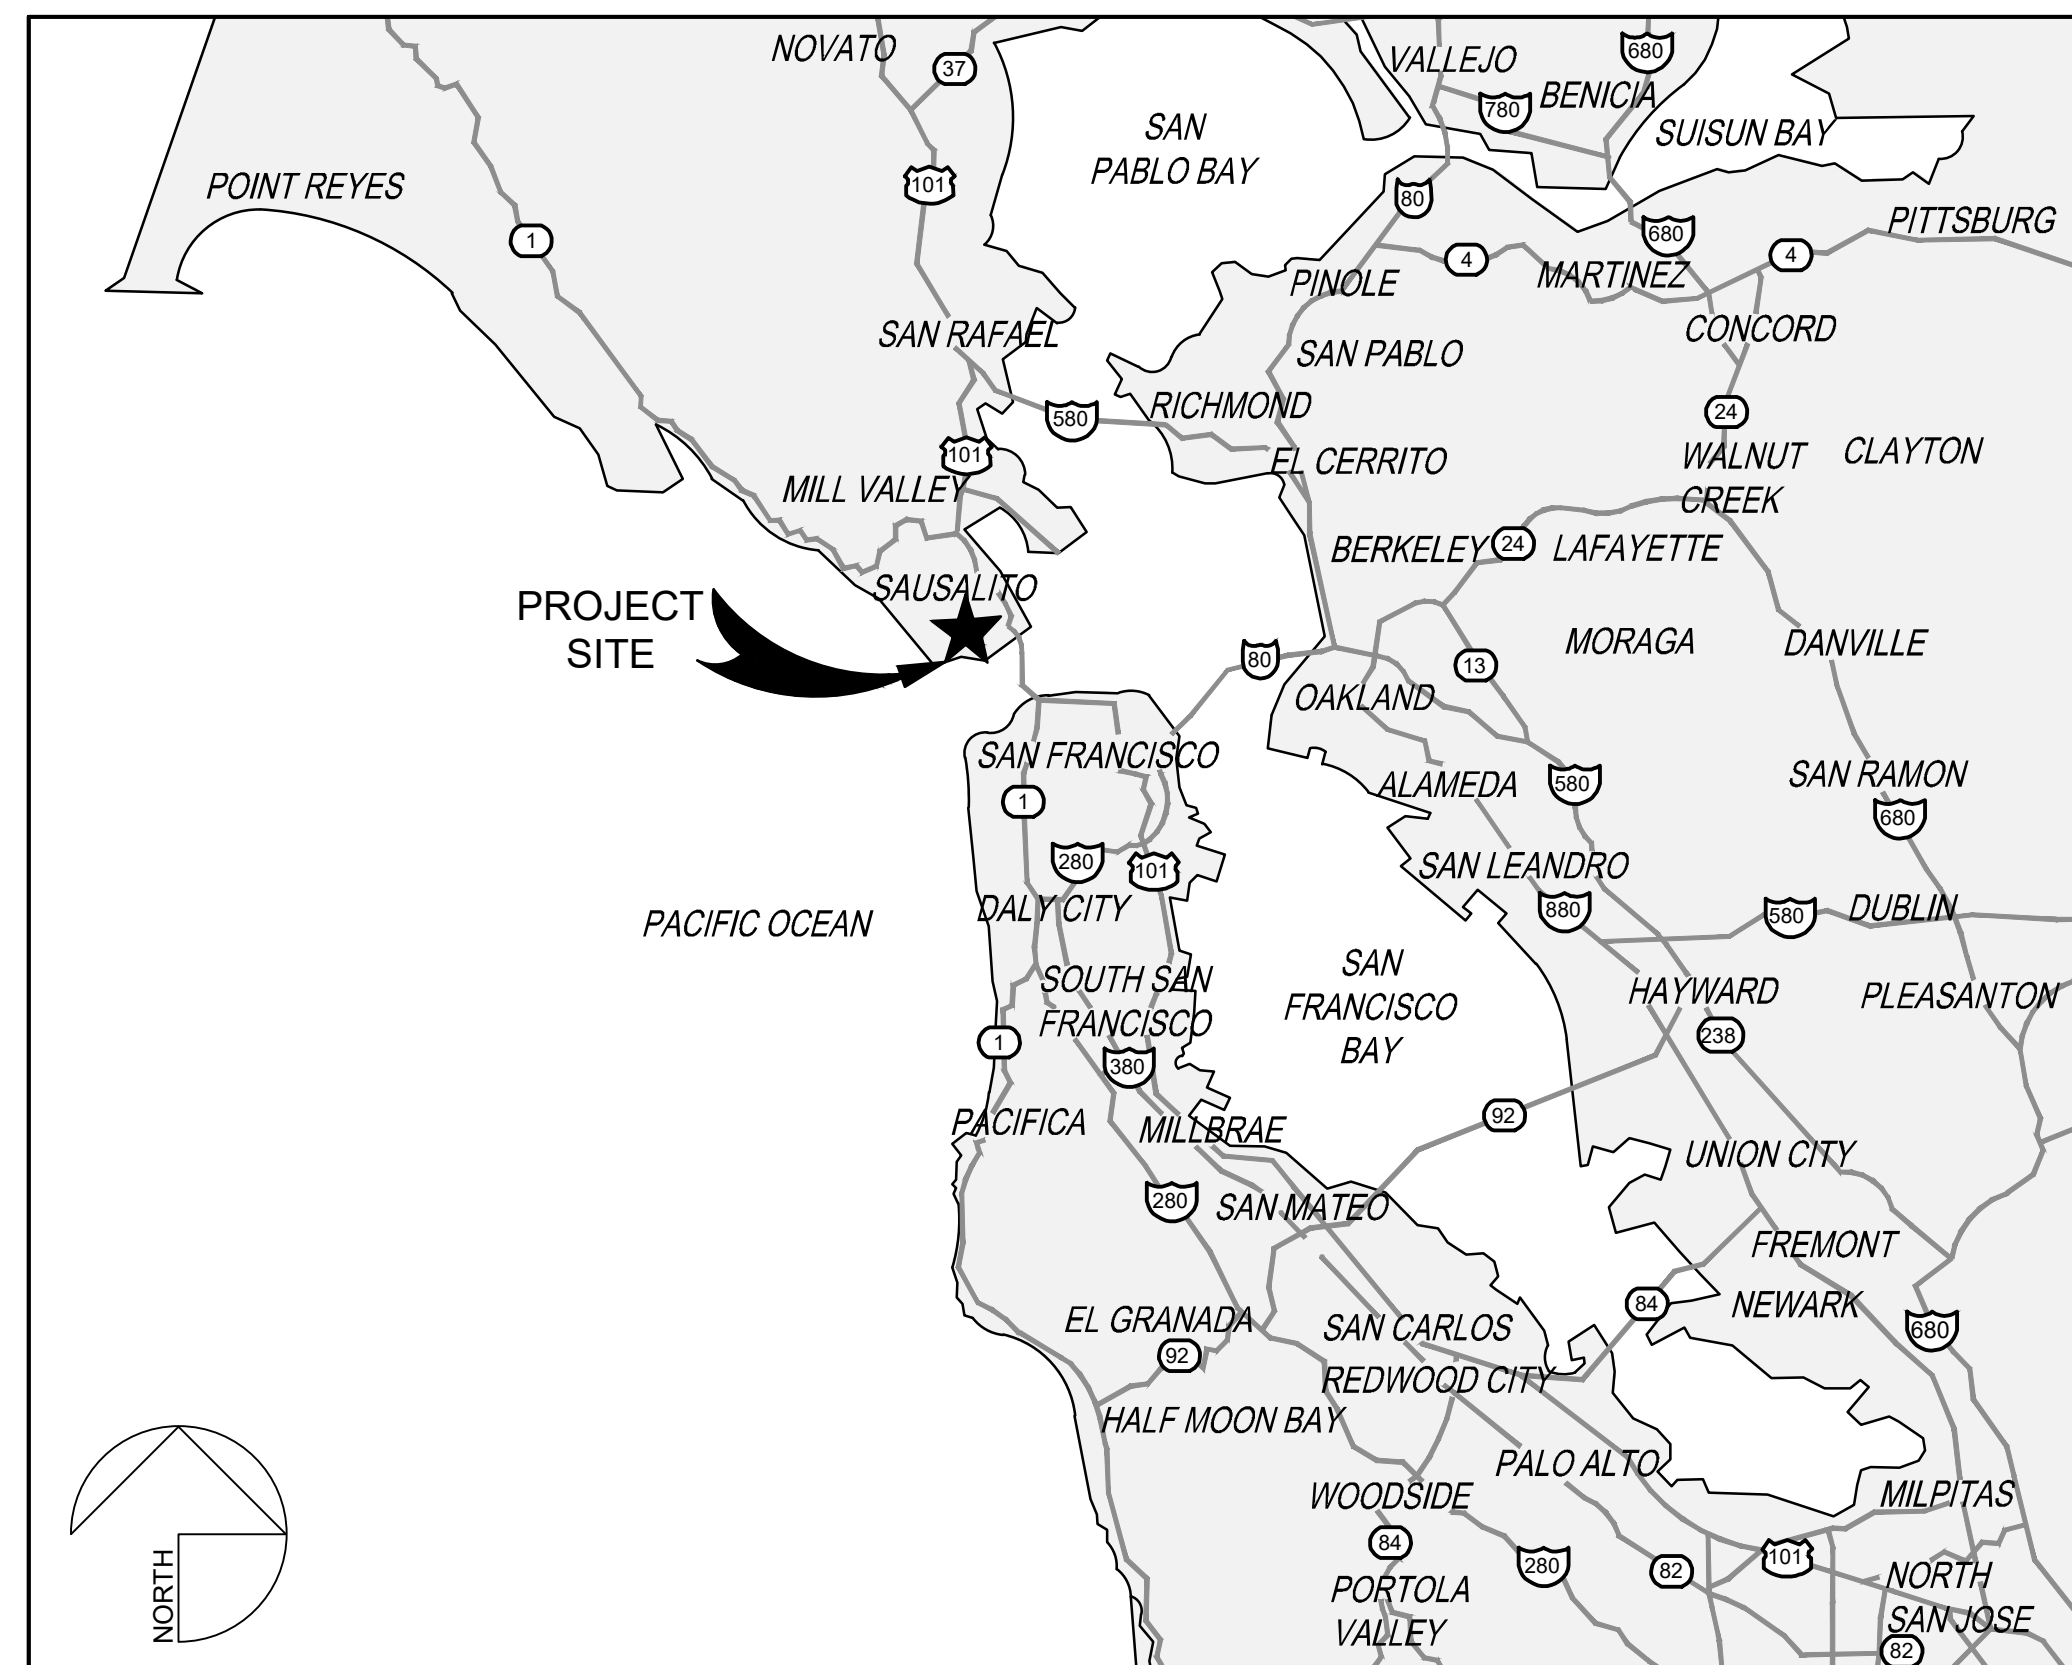 NOVATO
37
VALLEJO
680
780
BENICIA
SAN
PABLO BAY
SUISUN BAY
POINT REYES
101
80
PITTSBURG
1
680
4
4
PINOLE
MARTINEZ
SAN RAFAEL
CONCORD
SAN PABLO
580
RICHMOND
24
101
EL CERRITO
WALNUT
CREEK
CLAYTON
MILL VALLEY
BERKELEY
24
LAFAYETTE
SAUSALITO
PROJECT
SITE
MORAGA
DANVILLE
80
13
OAKLAND
SAN FRANCISCO
SAN RAMON
ALAMEDA
580
1
680
280
101
SAN LEANDRO
DALY CITY
880
580
DUBLIN
PACIFIC OCEAN
SAN
FRANCISCO
BAY
SOUTH SAN
FRANCISCO
HAYWARD
PLEASANTON
1
238
380
92
PACIFICA
MILLBRAE
UNION CITY
280
SAN MATEO
FREMONT
84
NEWARK
EL GRANADA
SAN CARLOS
680
92
REDWOOD CITY
HALF MOON BAY
PALO ALTO
WOODSIDE
MILPITAS
84
280
82
101
PORTOLA
VALLEY
NORTH
SAN JOSE
82
NORTH